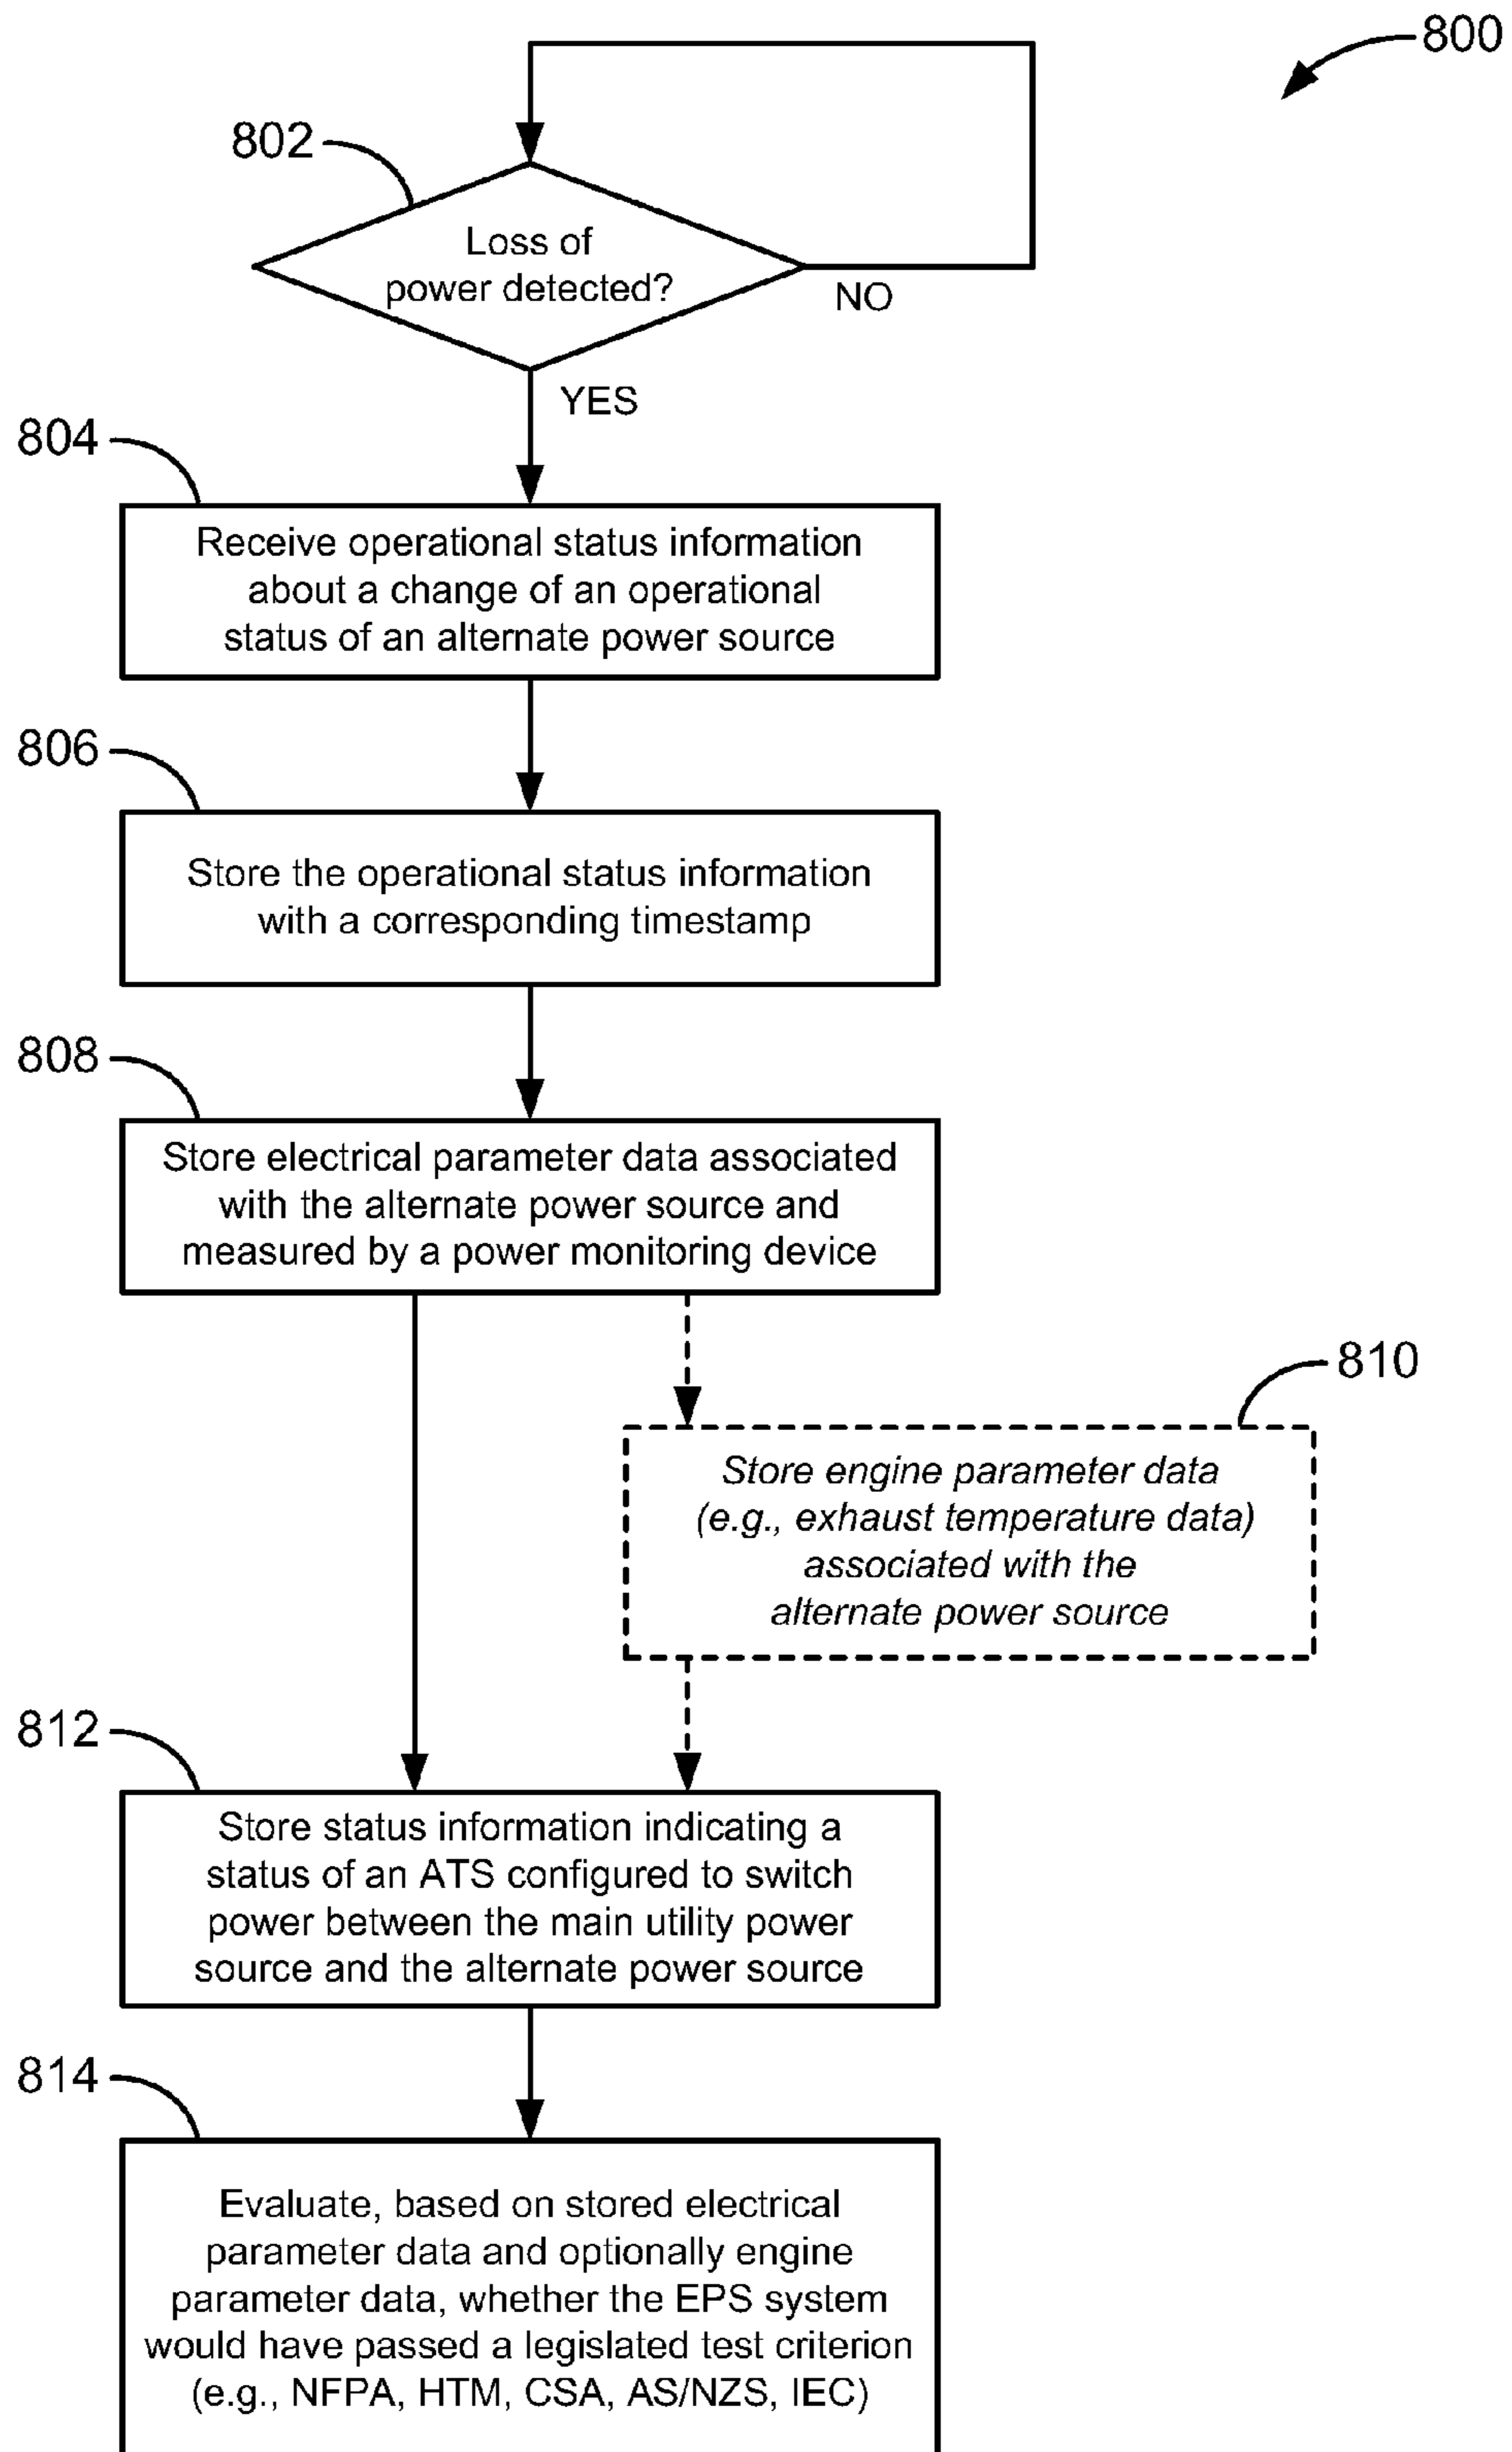 800
802
Loss of
power detected?
NO
YES
804
Receive operational status information
about a change of an operational
status of an alternate power source
806
Store the operational status information
with a corresponding timestamp
808
Store electrical parameter data associated
with the alternate power source and
measured by a power monitoring device
810
Store engine parameter data
(e.g., exhaust temperature data)
associated with the
alternate power source
812
Store status information indicating a
status of an ATS configured to switch
power between the main utility power
source and the alternate power source
814
Evaluate, based on stored electrical
parameter data and optionally engine
parameter data, whether the EPS system
would have passed a legislated test criterion
(e.g., NFPA, HTM, CSA, AS/NZS, IEC)